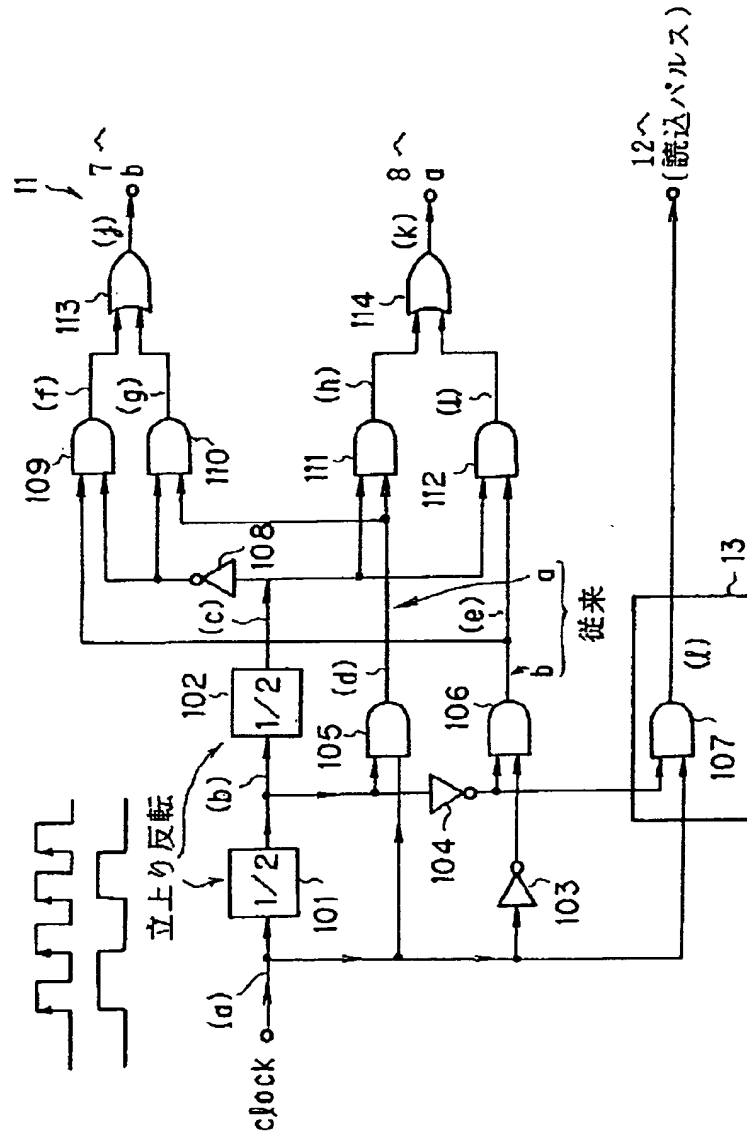 11
7へ
b
(j)
113
(f)
(g)
109
110
8へ
a
(k)
114
(h)
(i)
111
112
12へ
(読込パルス)
108
(c)
102
1/2
立上り反転
(b)
101
1/2
(a)
clock
(d)
105
104
103
106
(e)
a
b
従来
13
(l)
107